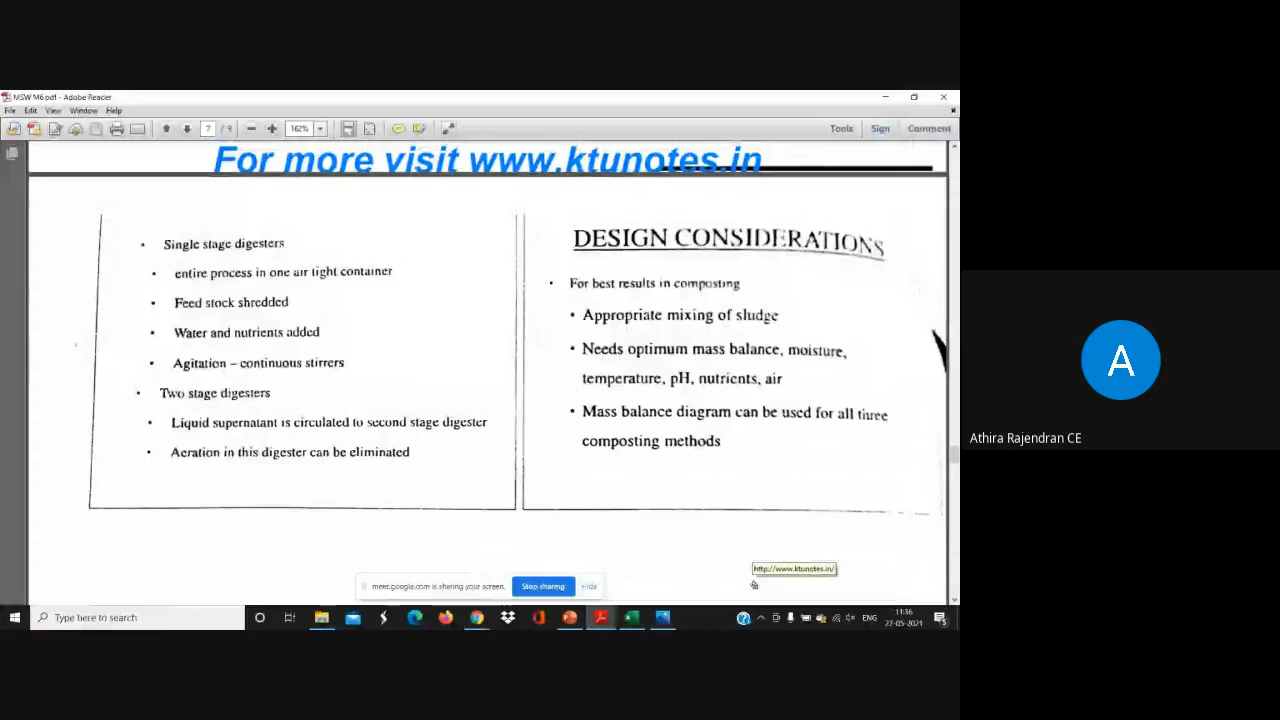 MSW M6.pdf - Adobe Reader
File Edit View Window Help
7 / 9
162%
Tools Sign Comment
For more visit www.ktunotes.in
• Single stage digesters
• entire process in one air tight container
• Feed stock shredded
• Water and nutrients added
• Agitation – continuous stirrers
• Two stage digesters
• Liquid supernatant is circulated to second stage digester
• Aeration in this digester can be eliminated
DESIGN CONSIDERATIONS
• For best results in composting
• Appropriate mixing of sludge
• Needs optimum mass balance, moisture,
temperature, pH, nutrients, air
• Mass balance diagram can be used for all three
composting methods
http://www.ktunotes.in/
meet.google.com is sharing your screen. Stop sharing Hide
Type here to search
ENG
11:36
27-05-2021
A
Athira Rajendran CE